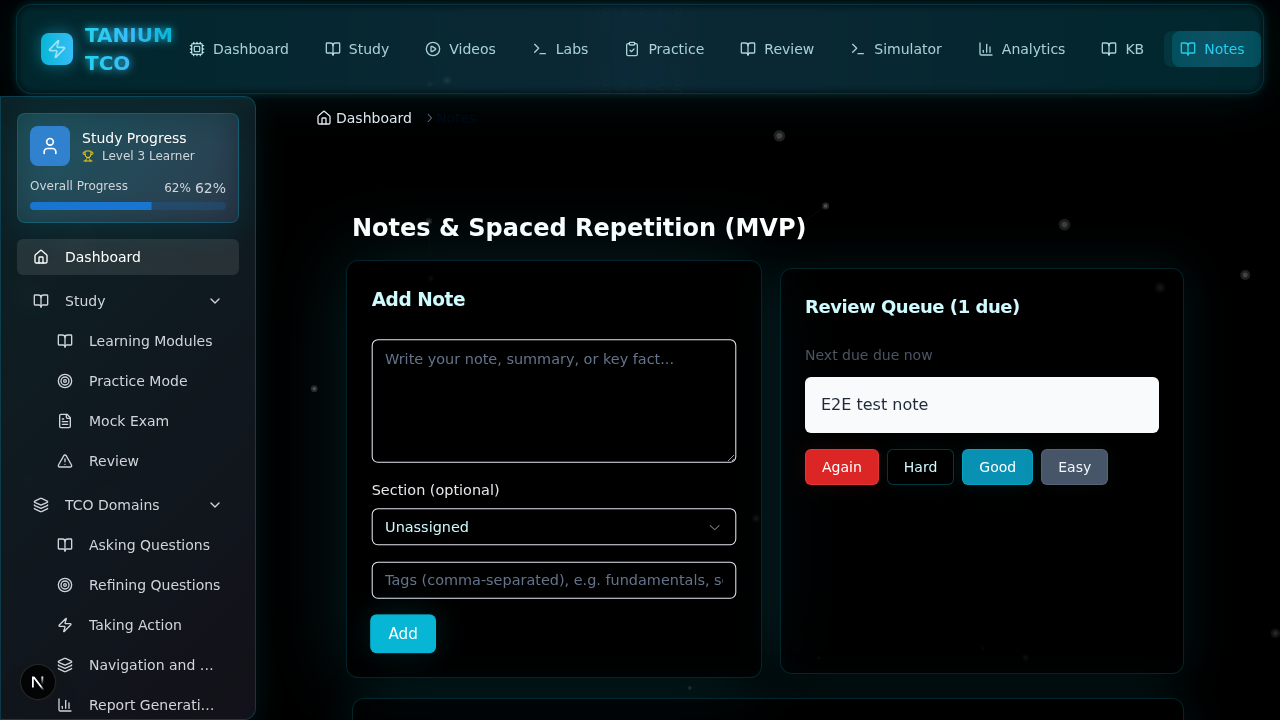 TANIUM TCO
Dashboard
Study
Videos
Labs
Practice
Review
Simulator
Analytics
KB
Notes
Study Progress
Level 3 Learner
Overall Progress
62% 62%
Dashboard
Study
Learning Modules
Practice Mode
Mock Exam
Review
TCO Domains
Asking Questions
Refining Questions
Taking Action
Navigation and ...
Report Generati...
N
Dashboard
Notes
Notes & Spaced Repetition (MVP)
Add Note
Write your note, summary, or key fact...
Section (optional)
Unassigned
Tags (comma-separated), e.g. fundamentals, s
Add
Review Queue (1 due)
Next due due now
E2E test note
Again
Hard
Good
Easy